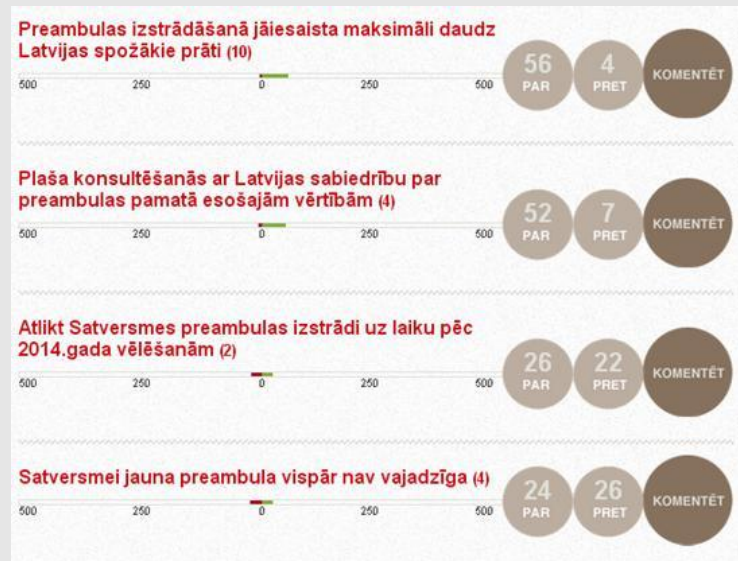 Preambulas izstrādāšanā jāiesaista maksimāli daudz
Latvijas spožākie prāti (10)
500 250 0 250 500
56 PAR
4 PRET
KOMENTĒT
Plaša konsultēšanās ar Latvijas sabiedrību par
preambulas pamatā esošajām vērtībām (4)
500 250 0 250 500
52 PAR
7 PRET
KOMENTĒT
Atlikt Satversmes preambulas izstrādi uz laiku pēc
2014.gada vēlēšanām (2)
500 250 0 250 500
26 PAR
22 PRET
KOMENTĒT
Satversmei jauna preambula vispār nav vajadzīga (4)
500 250 0 250 500
24 PAR
26 PRET
KOMENTĒT